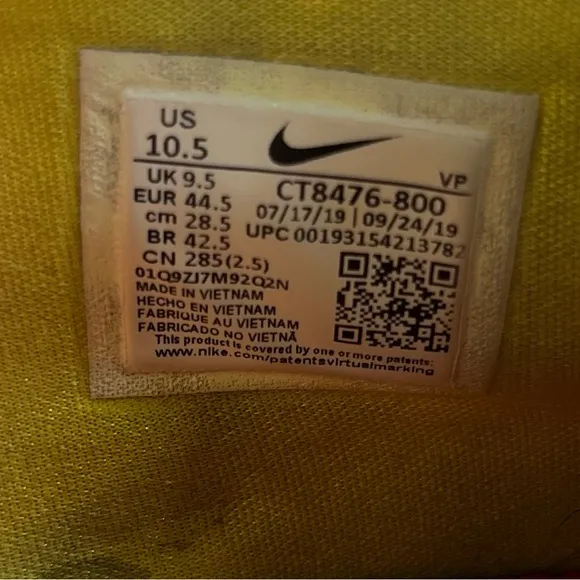 US
10.5
VP
UK 9.5
EUR 44.5
cm 28.5
BR 42.5
CN 285(2.5)
CT8476-800
07/17/19 | 09/24/19
UPC 00193154213782
01Q9ZJ7M92Q2N
MADE IN VIETNAM
HECHO EN VIETNAM
FABRIQUE AU VIETNAM
FABRICADO NO VIETNÃ
This product is covered by one or more patents:
www.nike.com/patentsvirtualmarking